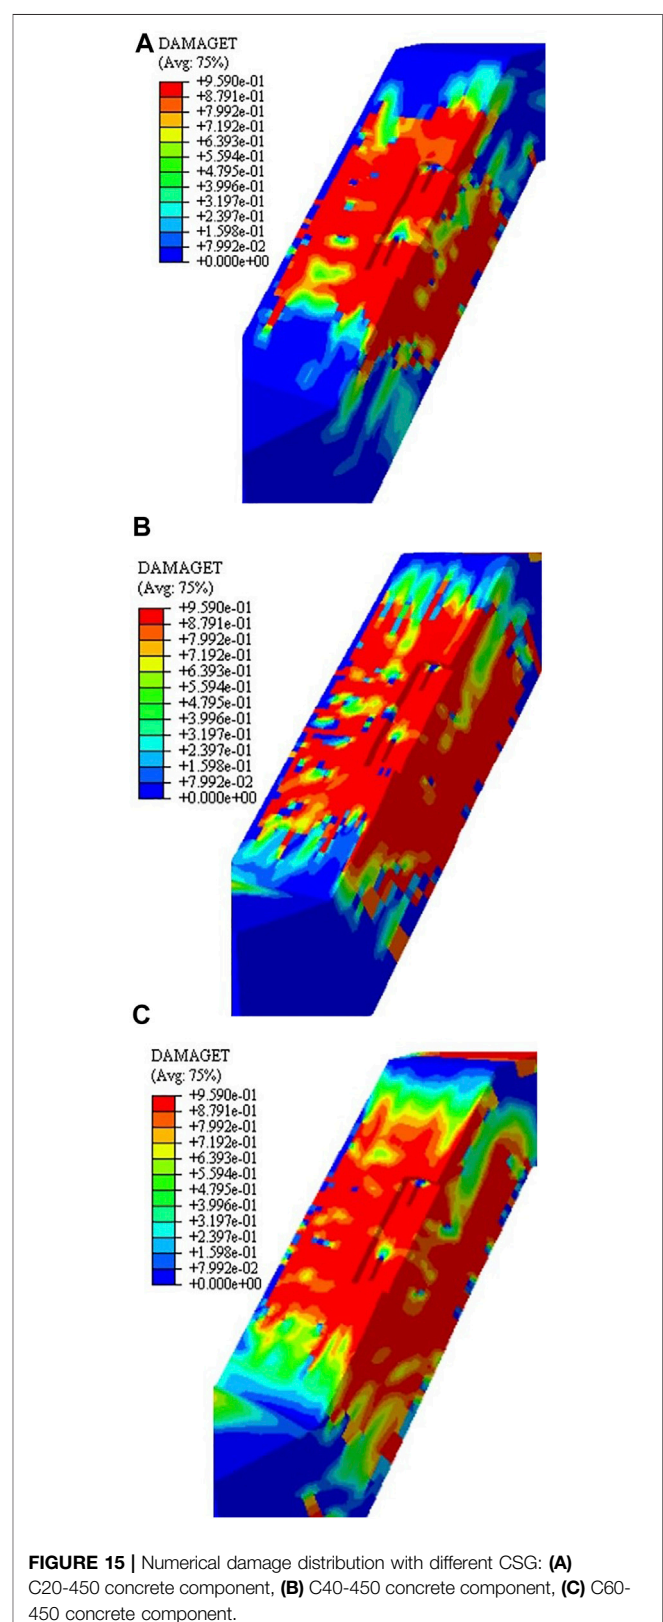 A DAMAGET
(Avg: 75%)
+9.590e-01
+8.791e-01
+7.992e-01
+7.192e-01
+6.393e-01
+5.594e-01
+4.795e-01
+3.996e-01
+3.197e-01
+2.397e-01
+1.598e-01
+7.992e-02
+0.000e+00
B
DAMAGET
(Avg: 75%)
+9.590e-01
+8.791e-01
+7.992e-01
+7.192e-01
+6.393e-01
+5.594e-01
+4.795e-01
+3.996e-01
+3.197e-01
+2.397e-01
+1.598e-01
+7.992e-02
+0.000e+00
C
DAMAGET
(Avg: 75%)
+9.590e-01
+8.791e-01
+7.992e-01
+7.192e-01
+6.393e-01
+5.594e-01
+4.795e-01
+3.996e-01
+3.197e-01
+2.397e-01
+1.598e-01
+7.992e-02
+0.000e+00
FIGURE 15 | Numerical damage distribution with different CSG: (A)
C20-450 concrete component, (B) C40-450 concrete component, (C) C60-
450 concrete component.